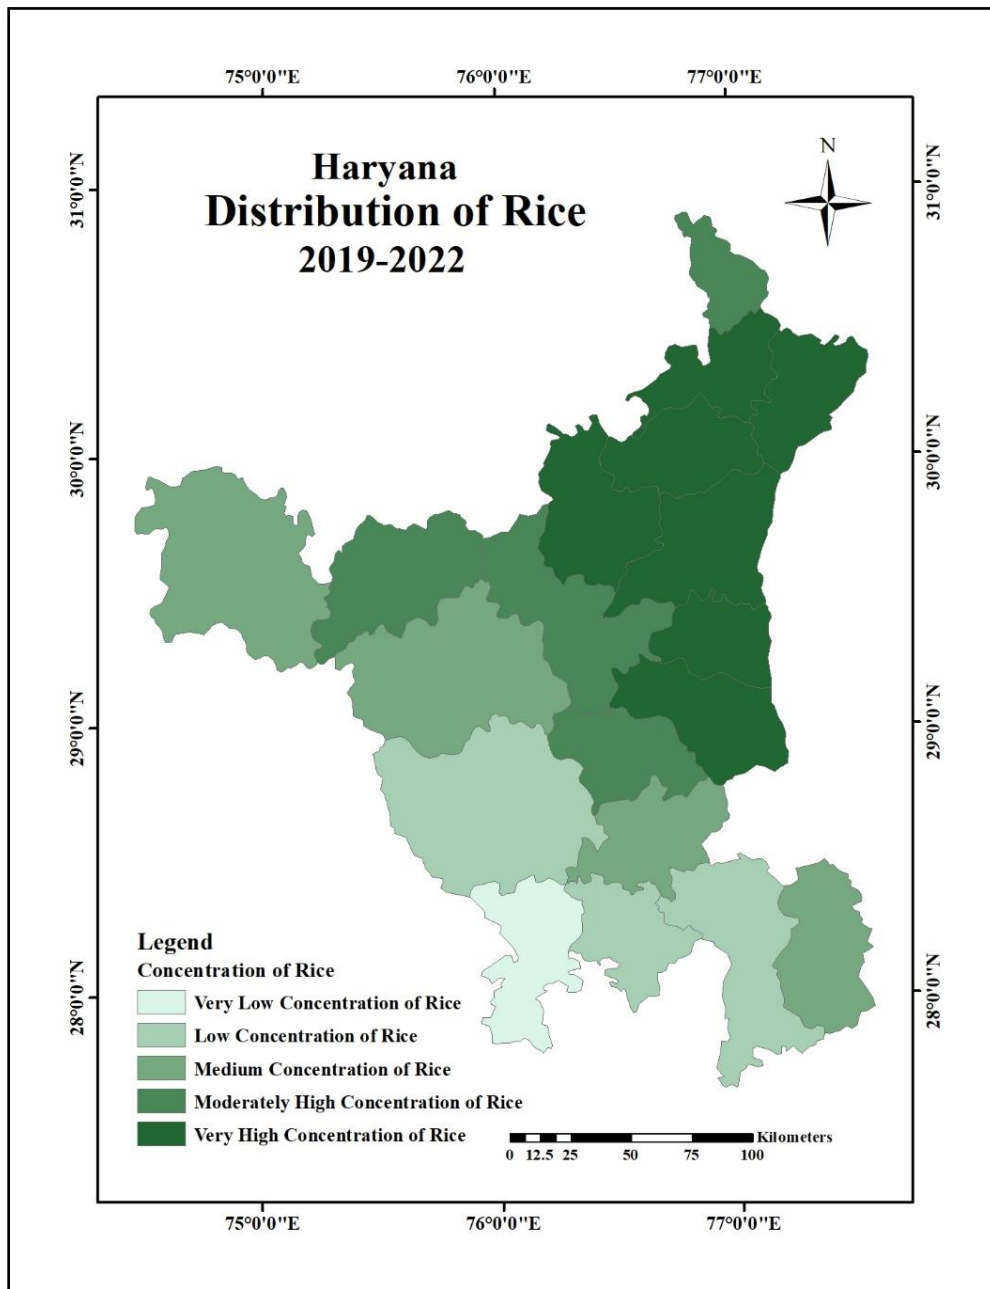 75°0'0"E 76°0'0"E 77°0'0"E
Haryana
Distribution of Rice
2019-2022
N
31°0'0"N 31°0'0"N
30°0'0"N 30°0'0"N
29°0'0"N 29°0'0"N
28°0'0"N 28°0'0"N
Legend
Concentration of Rice
Very Low Concentration of Rice
Low Concentration of Rice
Medium Concentration of Rice
Moderately High Concentration of Rice
Very High Concentration of Rice
Kilometers
0 12.5 25 50 75 100
75°0'0"E 76°0'0"E 77°0'0"E